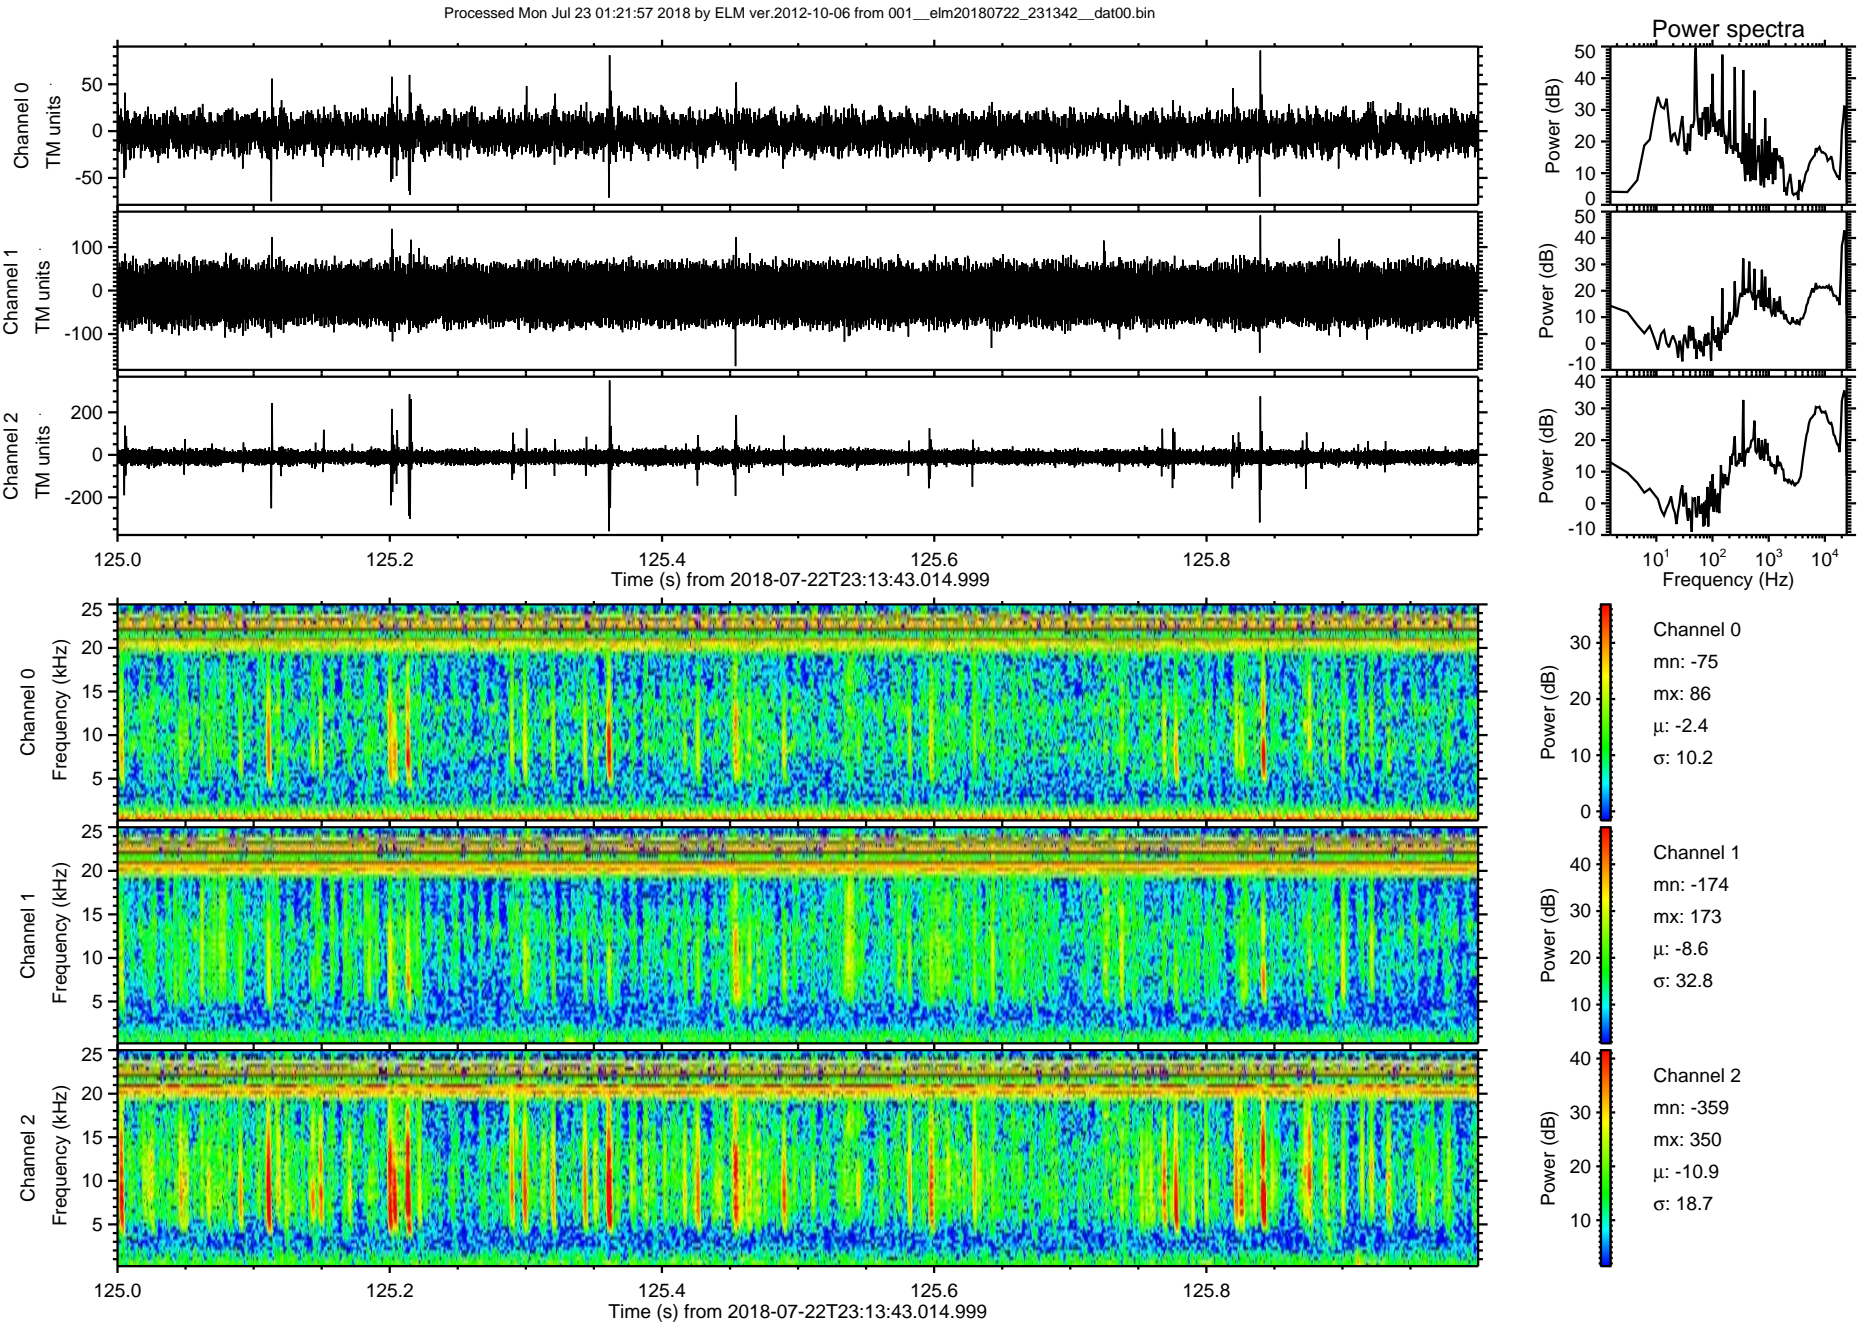 Processed Mon Jul 23 01:21:57 2018 by ELM ver.2012-10-06 from 001__elm20180722_231342__dat00.bin
Power spectra
Channel 0
TM units
50
0
-50
Power (dB)
50
40
30
20
10
0
Channel 1
TM units
100
0
-100
Power (dB)
50
40
30
20
10
0
-10
Channel 2
TM units
200
0
-200
Power (dB)
40
30
20
10
0
-10
125.0 125.2 125.4 125.6 125.8
Time (s) from 2018-07-22T23:13:43.014.999
10¹ 10² 10³ 10⁴
Frequency (Hz)
Channel 0
Frequency (kHz)
25
20
15
10
5
Power (dB)
30
20
10
0
Channel 0
mn: -75
mx: 86
μ: -2.4
σ: 10.2
Channel 1
Frequency (kHz)
25
20
15
10
5
Power (dB)
40
30
20
10
Channel 1
mn: -174
mx: 173
μ: -8.6
σ: 32.8
Channel 2
Frequency (kHz)
25
20
15
10
5
Power (dB)
40
30
20
10
Channel 2
mn: -359
mx: 350
μ: -10.9
σ: 18.7
125.0 125.2 125.4 125.6 125.8
Time (s) from 2018-07-22T23:13:43.014.999